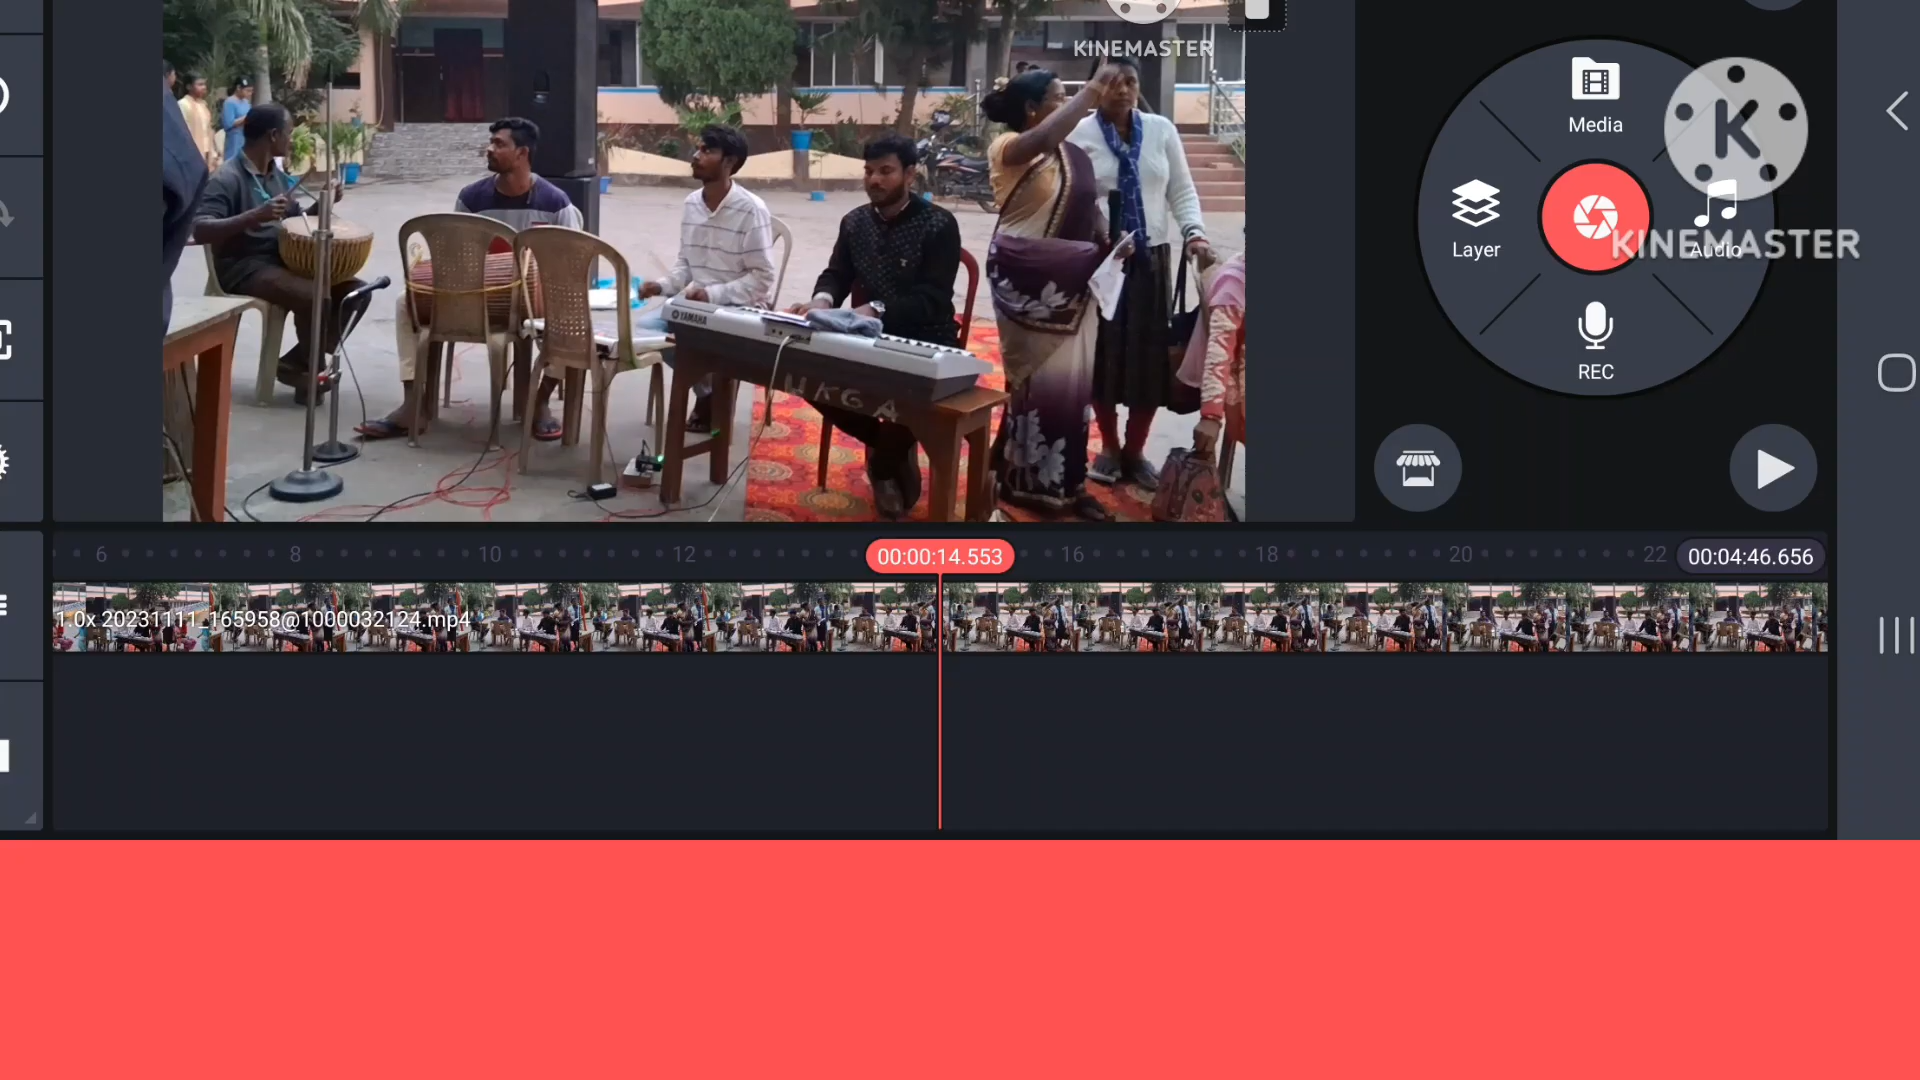 KINEMASTER
Media
K
Layer
Audio
KINEMASTER
REC
YAMAHA
UKGA
6 8 10 12 00:00:14.553 16 18 20 22 00:04:46.656
1.0x 20231111_165958@1000032124.mp4